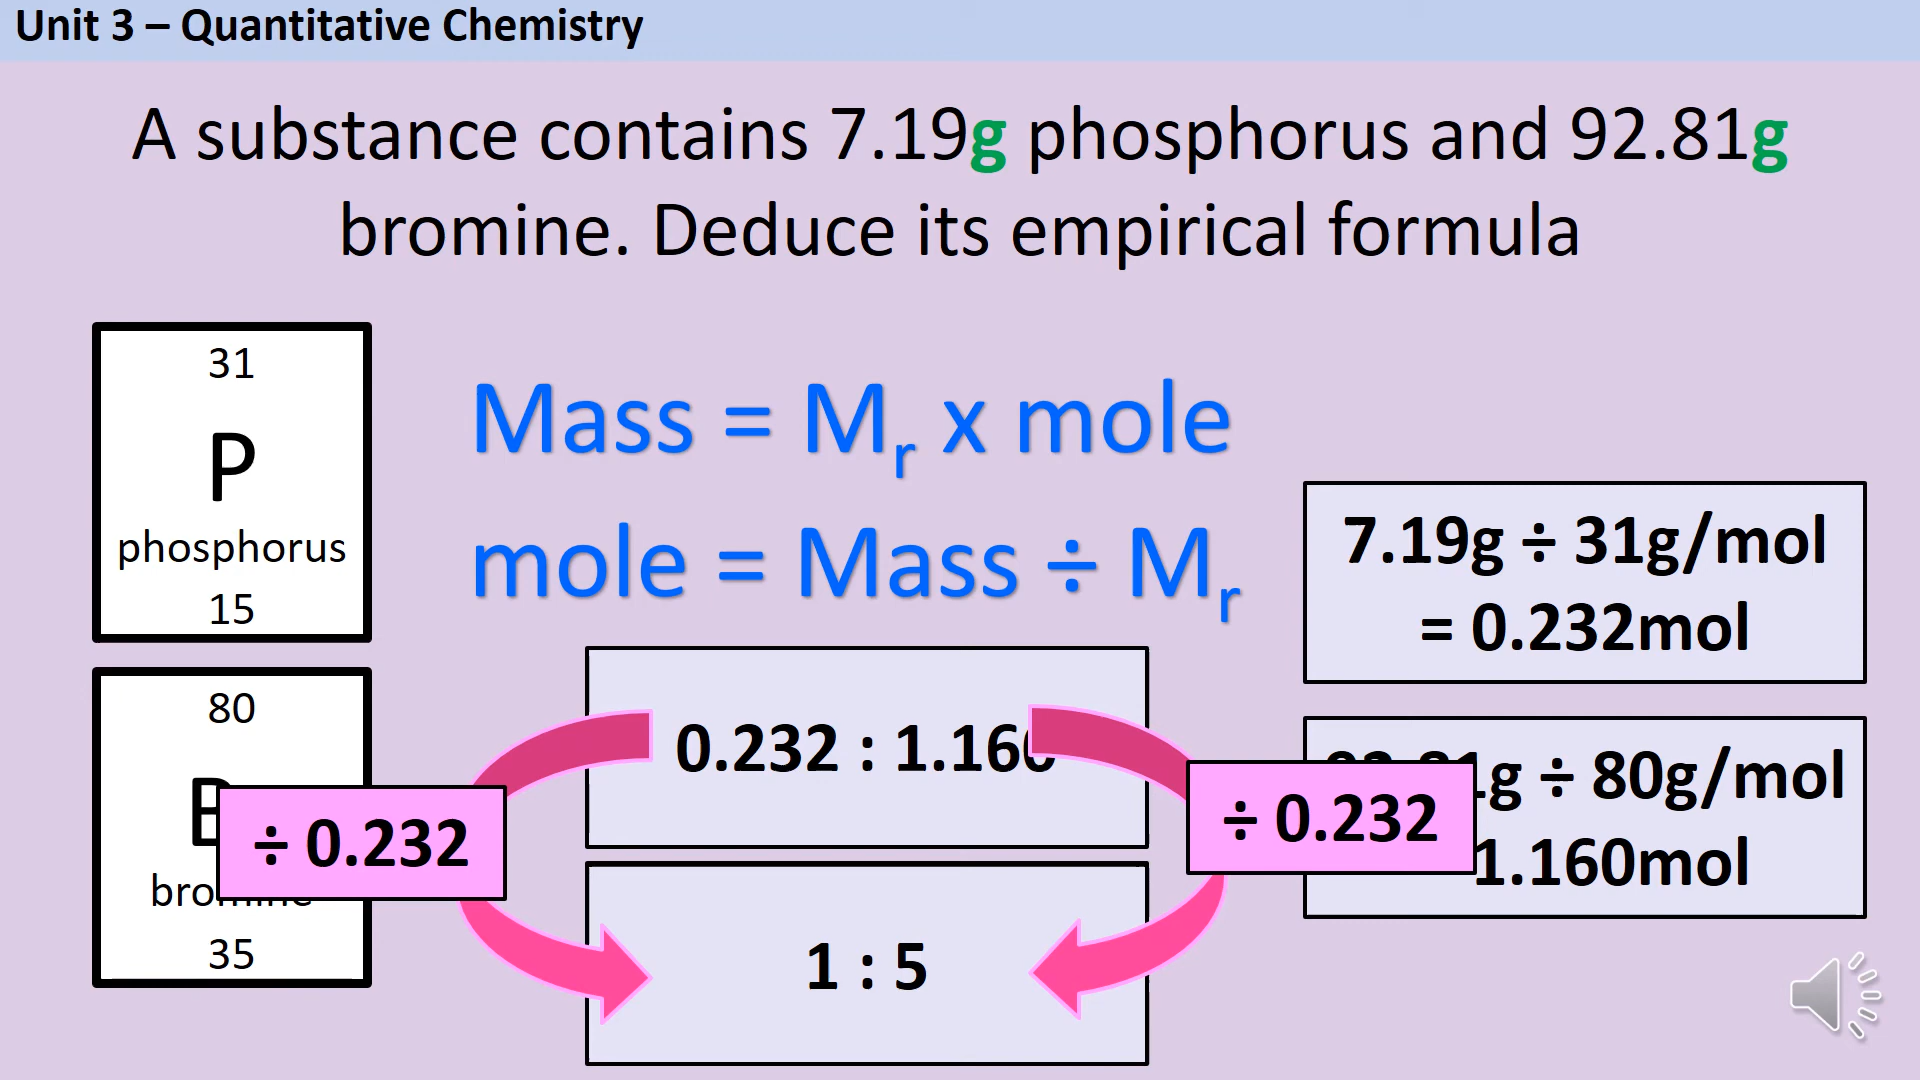 Unit 3 – Quantitative Chemistry
A substance contains 7.19g phosphorus and 92.81g
bromine. Deduce its empirical formula
31
P
phosphorus
15
Mass = Mr x mole
mole = Mass ÷ Mr
7.19g ÷ 31g/mol
= 0.232mol
80
bromine
35
0.232 : 1.160
÷ 0.232
÷ 0.232
g ÷ 80g/mol
1.160mol
1 : 5